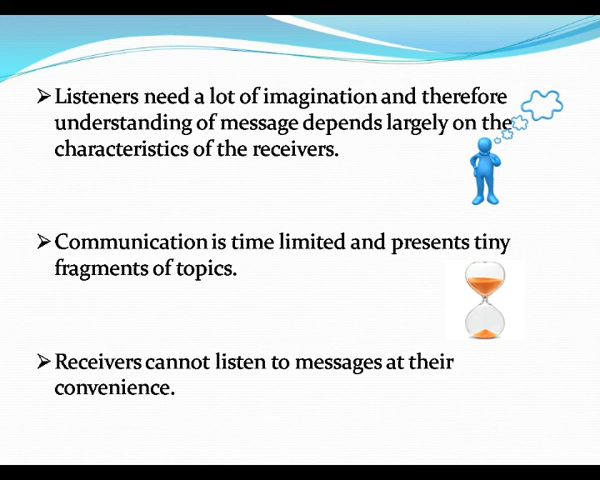 ➢Listeners need a lot of imagination and therefore
understanding of message depends largely on the
characteristics of the receivers.
➢Communication is time limited and presents tiny
fragments of topics.
➢Receivers cannot listen to messages at their
convenience.